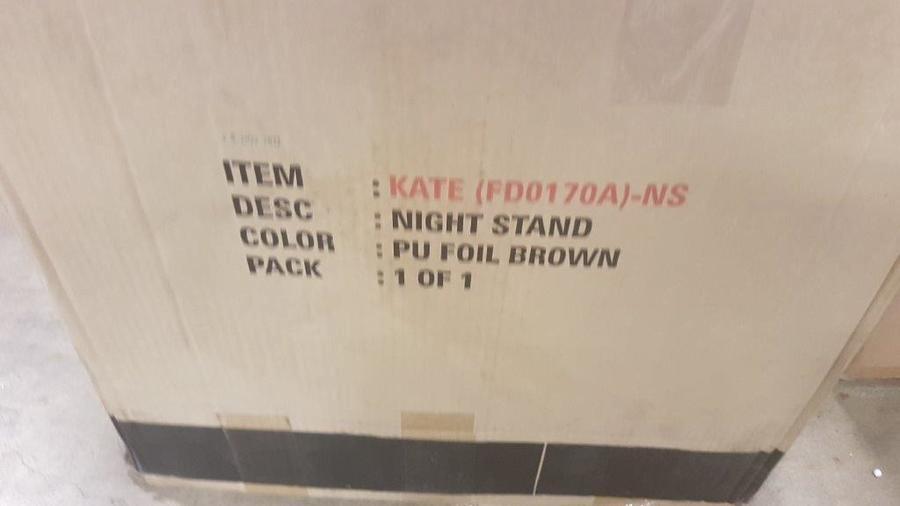 ITEM : KATE (FD0170A)-NS
DESC : NIGHT STAND
COLOR : PU FOIL BROWN
PACK : 1 OF 1